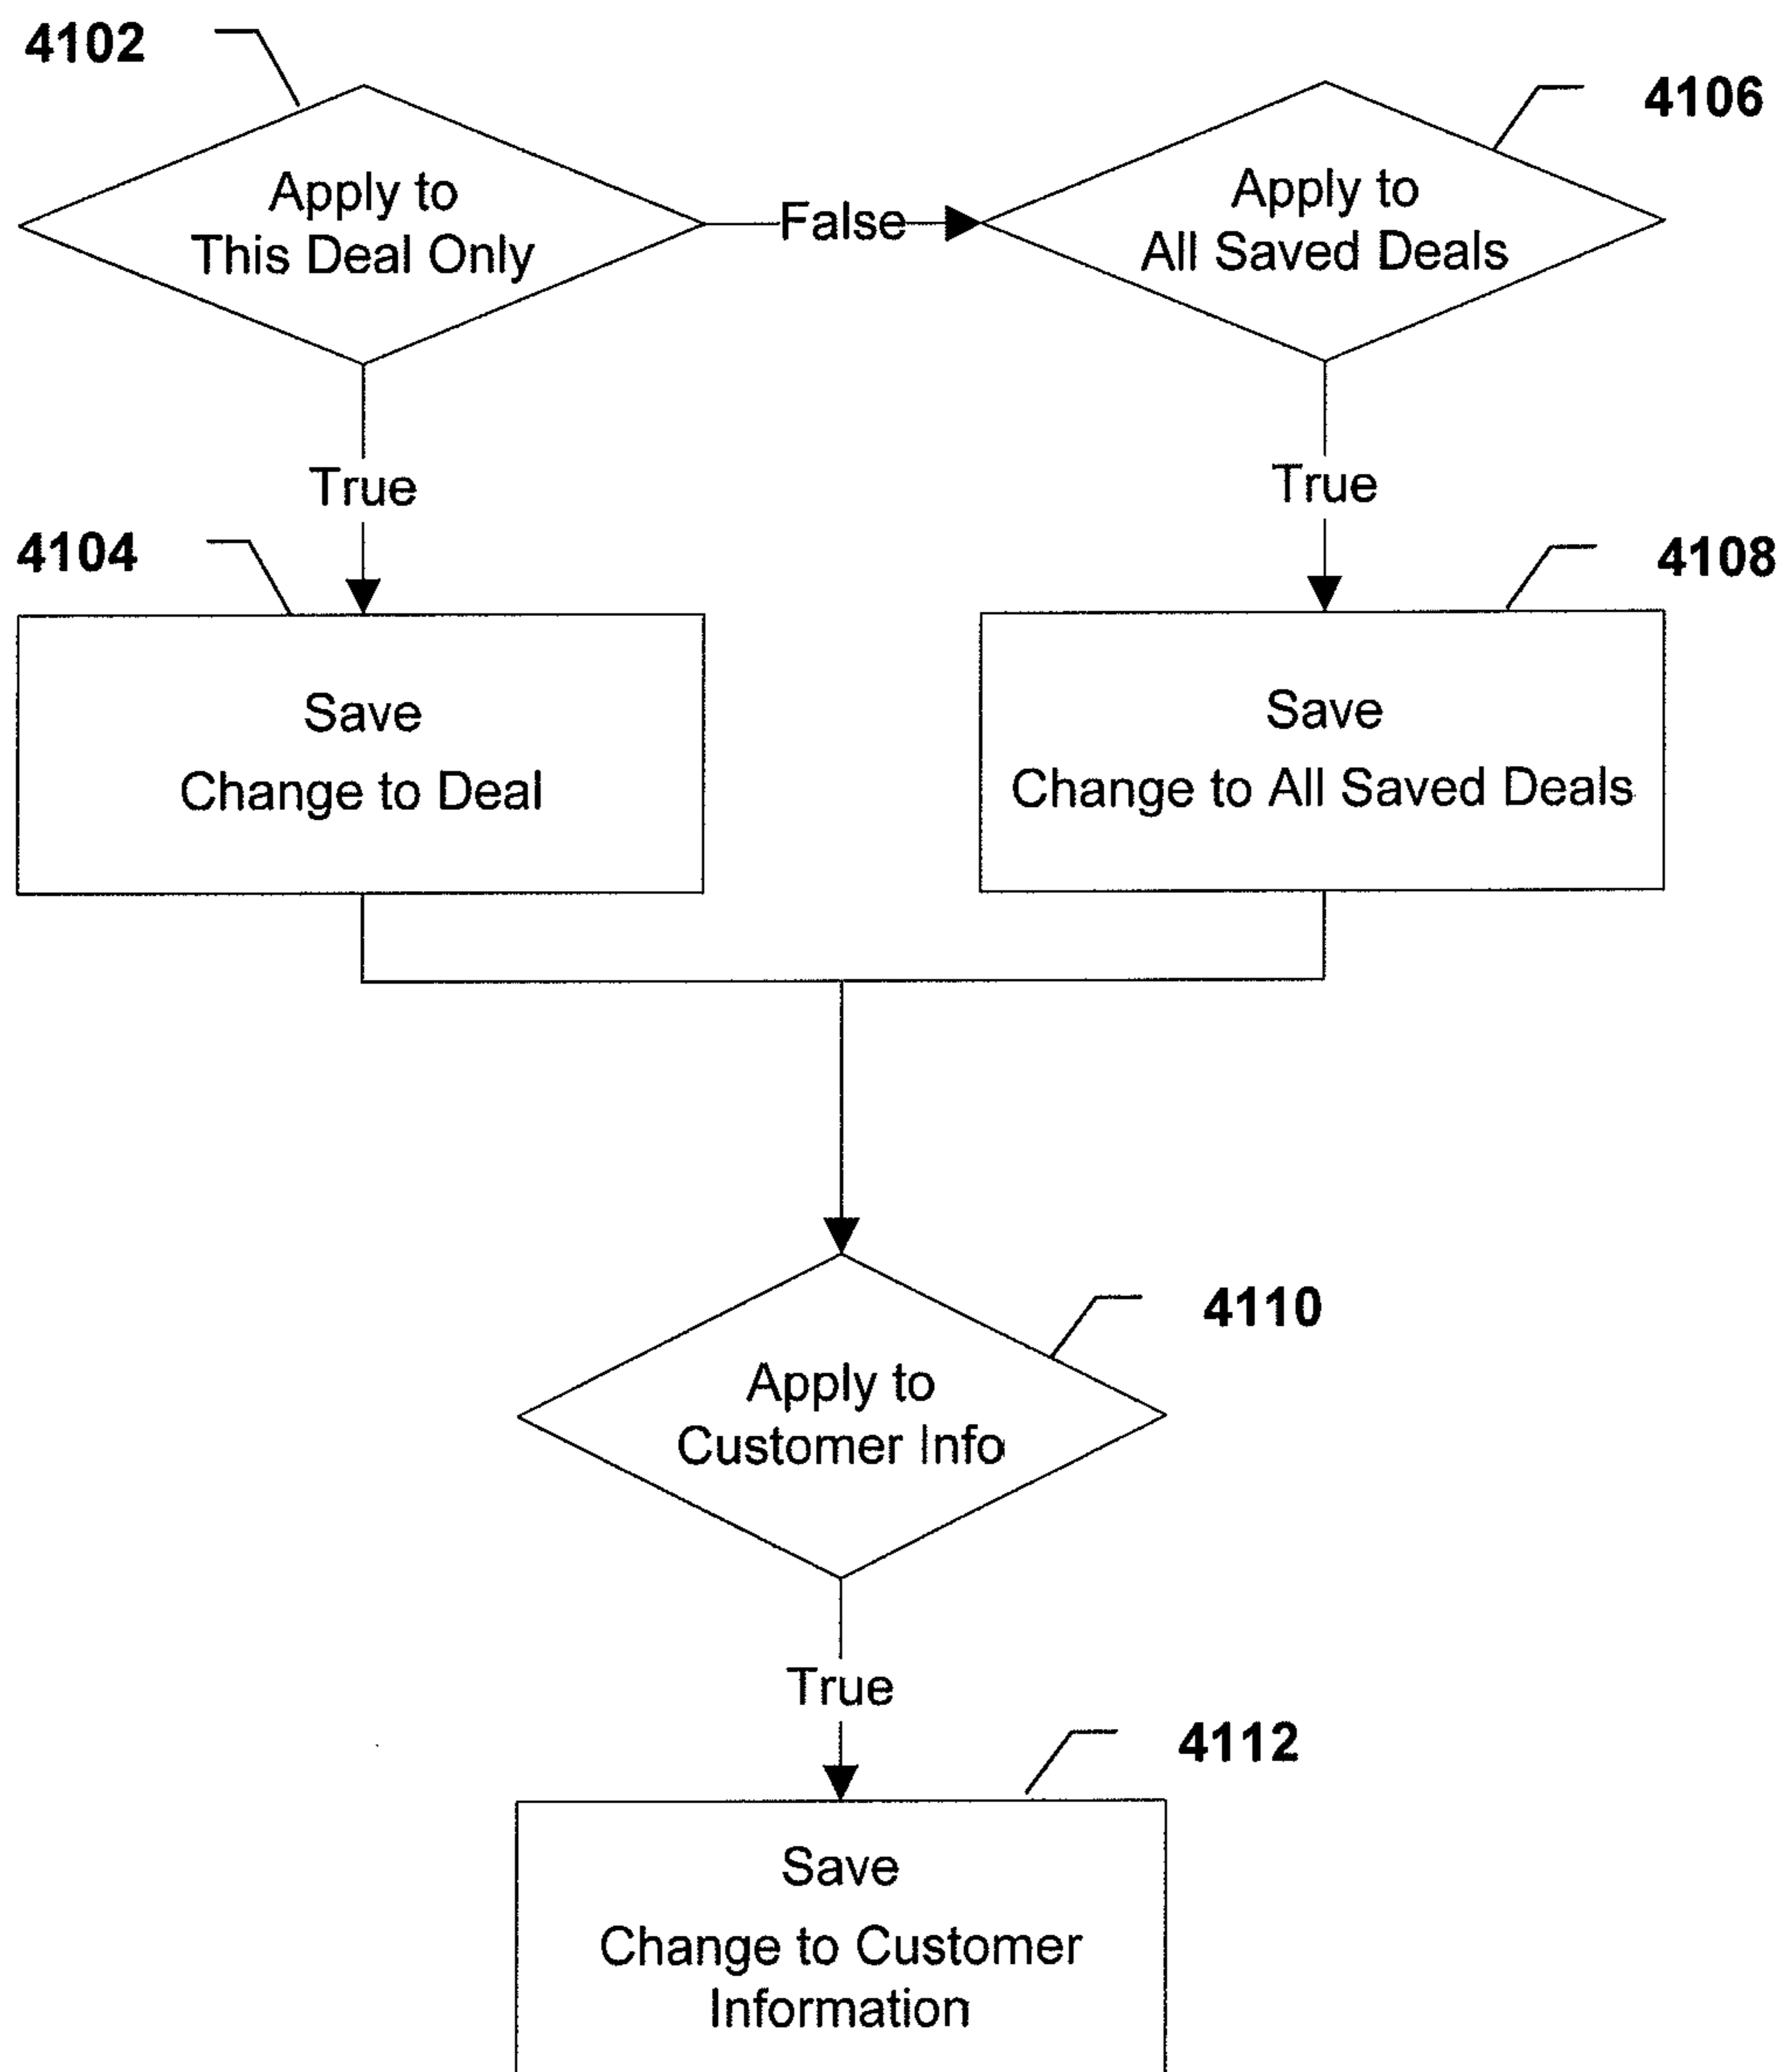 4102
4106
Apply to
This Deal Only
False
Apply to
All Saved Deals
True
True
4104
4108
Save
Change to Deal
Save
Change to All Saved Deals
4110
Apply to
Customer Info
True
4112
Save
Change to Customer
Information